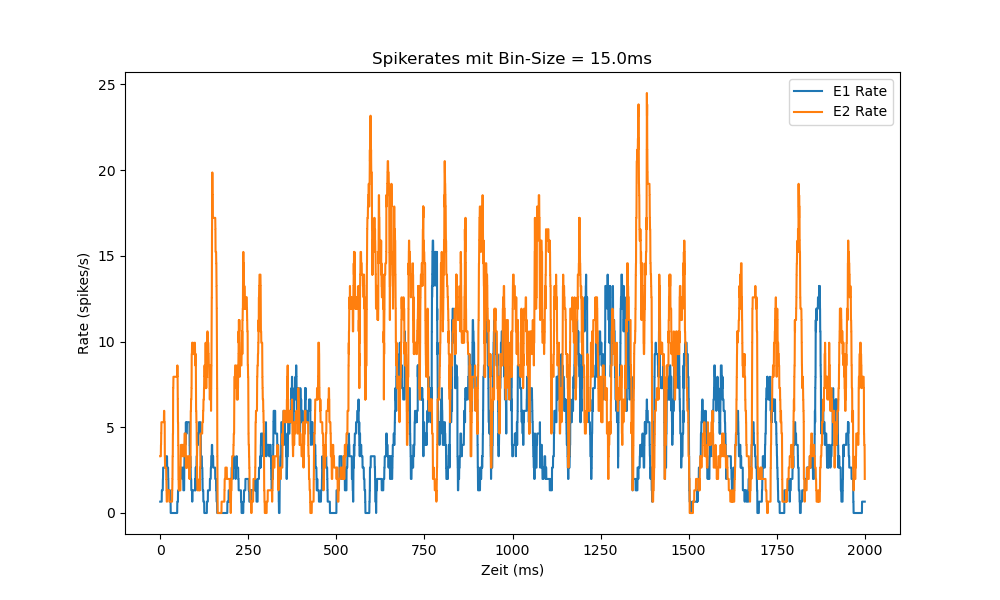 Spikerates mit Bin-Size = 15.0ms
E1 Rate
E2 Rate
Rate (spikes/s)
25
20
15
10
5
0
0 250 500 750 1000 1250 1500 1750 2000
Zeit (ms)